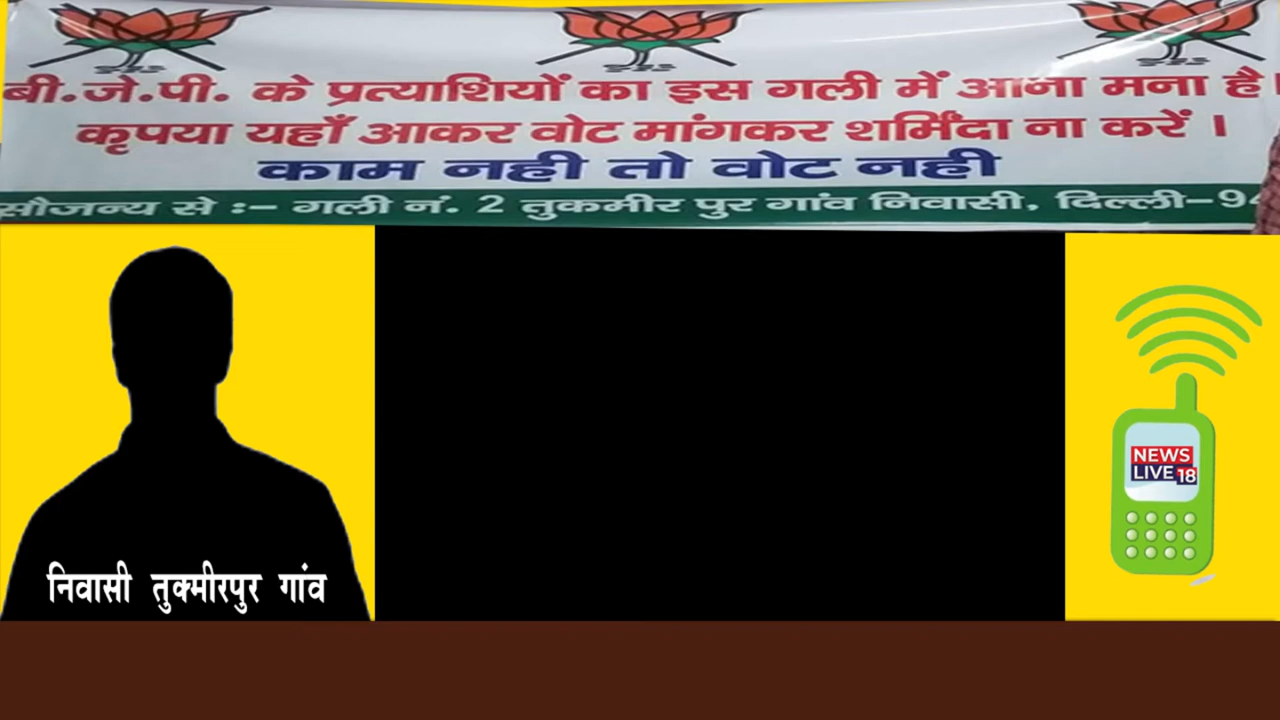 बी.जे.पी. के प्रत्याशियों का इस गली में आना मना है।
कृपया यहाँ आकर वोट मांगकर शर्मिंदा ना करें ।
काम नही तो वोट नही
सौजन्य से :- गली नं. 2 तुकमीर पुर गांव निवासी, दिल्ली-94
NEWS
LIVE 18
निवासी तुक्मीरपुर गांव